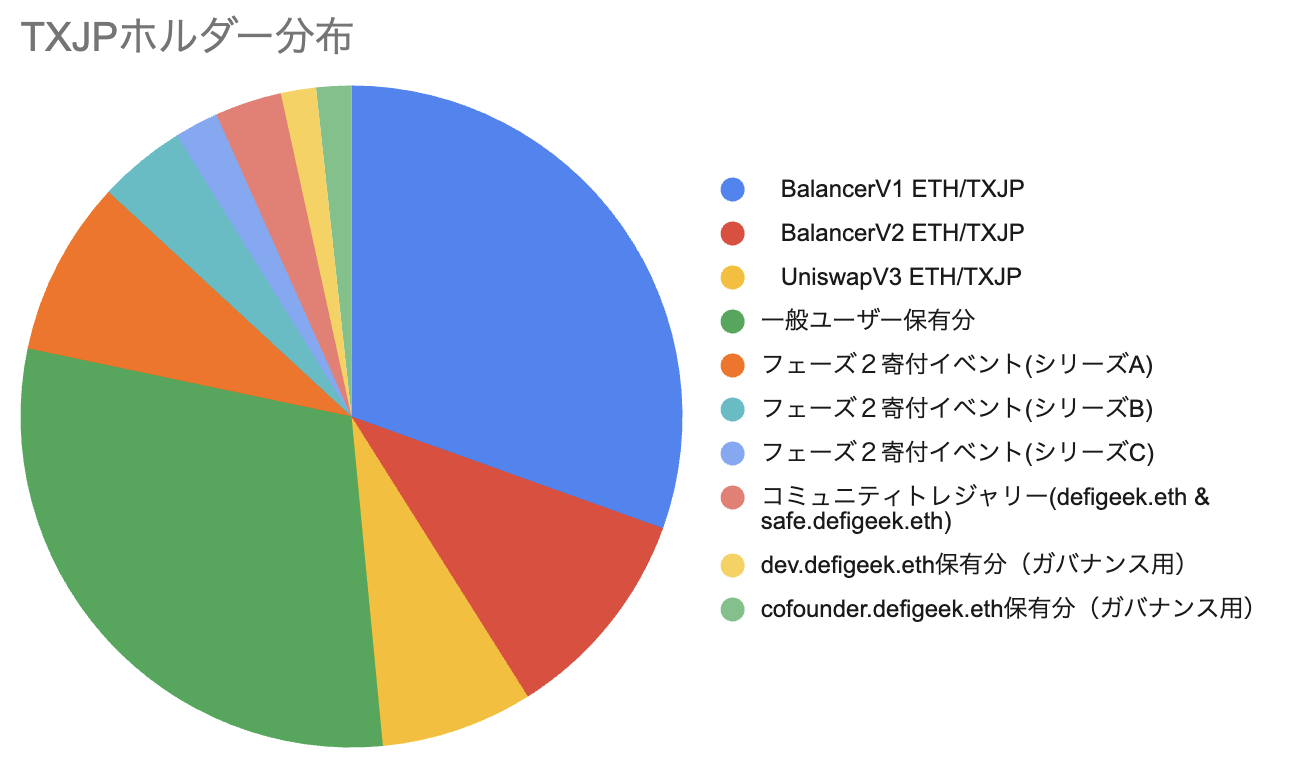 TXJPホルダー分布
BalancerV1 ETH/TXJP
BalancerV2 ETH/TXJP
UniswapV3 ETH/TXJP
一般ユーザー保有分
フェーズ２寄付イベント(シリーズA)
フェーズ２寄付イベント(シリーズB)
フェーズ２寄付イベント(シリーズC)
コミュニティトレジャリー(defigeek.eth &
safe.defigeek.eth)
dev.defigeek.eth保有分（ガバナンス用）
cofounder.defigeek.eth保有分（ガバナンス用）